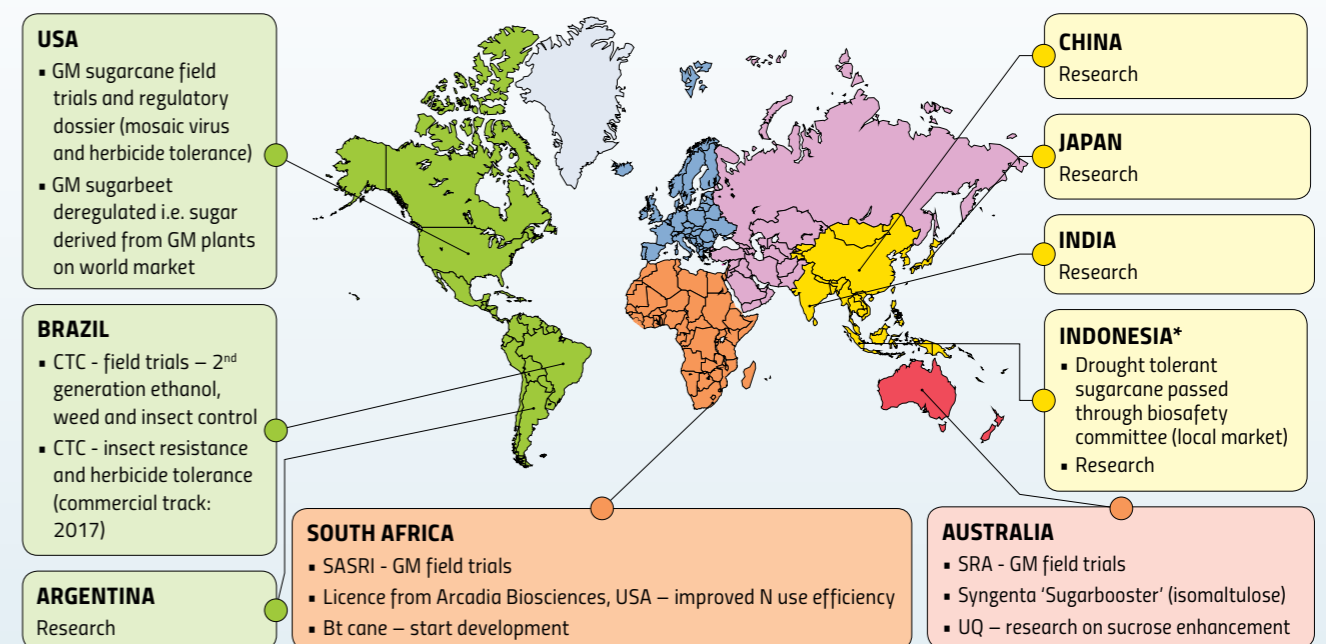 USA
▪ GM sugarcane field
trials and regulatory
dossier (mosaic virus
and herbicide tolerance)
▪ GM sugarbeet
deregulated i.e. sugar
derived from GM plants
on world market
BRAZIL
▪ CTC - field trials – 2nd
generation ethanol,
weed and insect control
▪ CTC - insect resistance
and herbicide tolerance
(commercial track:
2017)
ARGENTINA
Research
SOUTH AFRICA
▪ SASRI - GM field trials
▪ Licence from Arcadia Biosciences, USA – improved N use efficiency
▪ Bt cane – start development
CHINA
Research
JAPAN
Research
INDIA
Research
INDONESIA*
▪ Drought tolerant
sugarcane passed
through biosafety
committee (local market)
▪ Research
AUSTRALIA
▪ SRA - GM field trials
▪ Syngenta 'Sugarbooster' (isomaltulose)
▪ UQ – research on sucrose enhancement